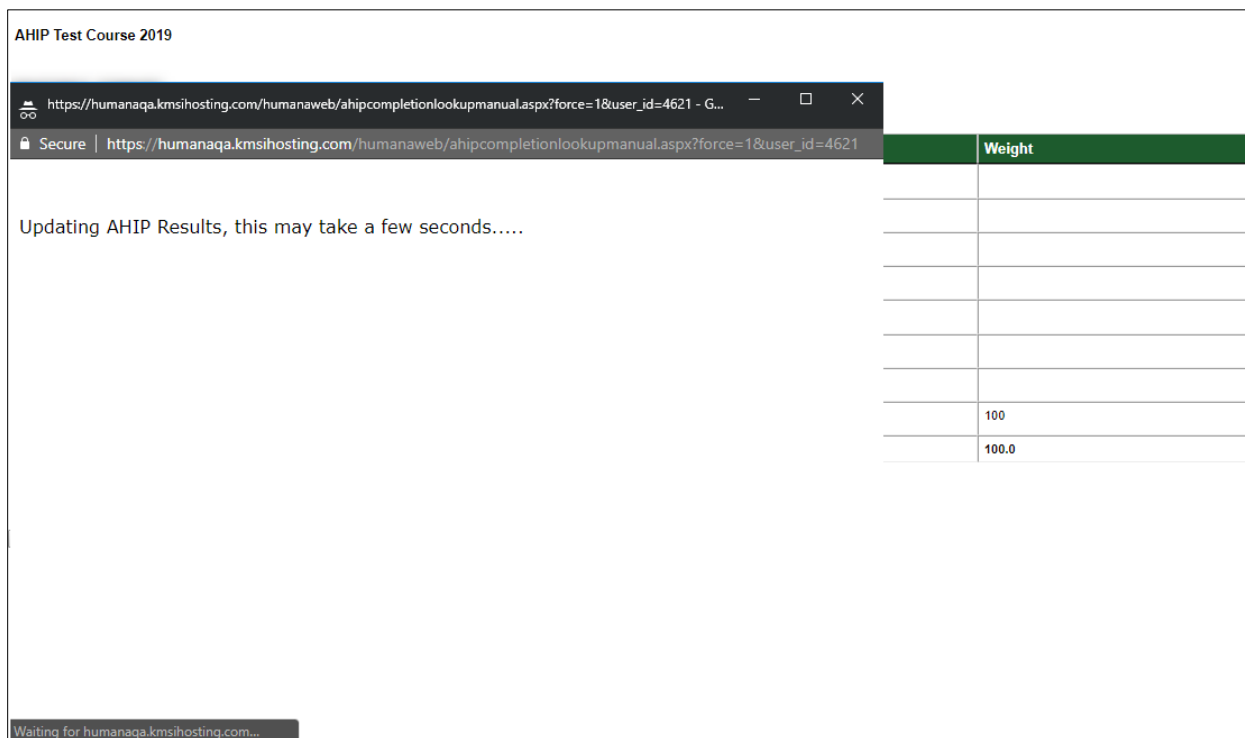 AHIP Test Course 2019
https://humanaqa.kmsihosting.com/humanaweb/ahipcompletionlookupmanual.aspx?force=1&user_id=4621 - G...
Secure | https://humanaqa.kmsihosting.com/humanaweb/ahipcompletionlookupmanual.aspx?force=1&user_id=4621
Weight
Updating AHIP Results, this may take a few seconds.....
100
100.0
Waiting for humanaqa.kmsihosting.com...